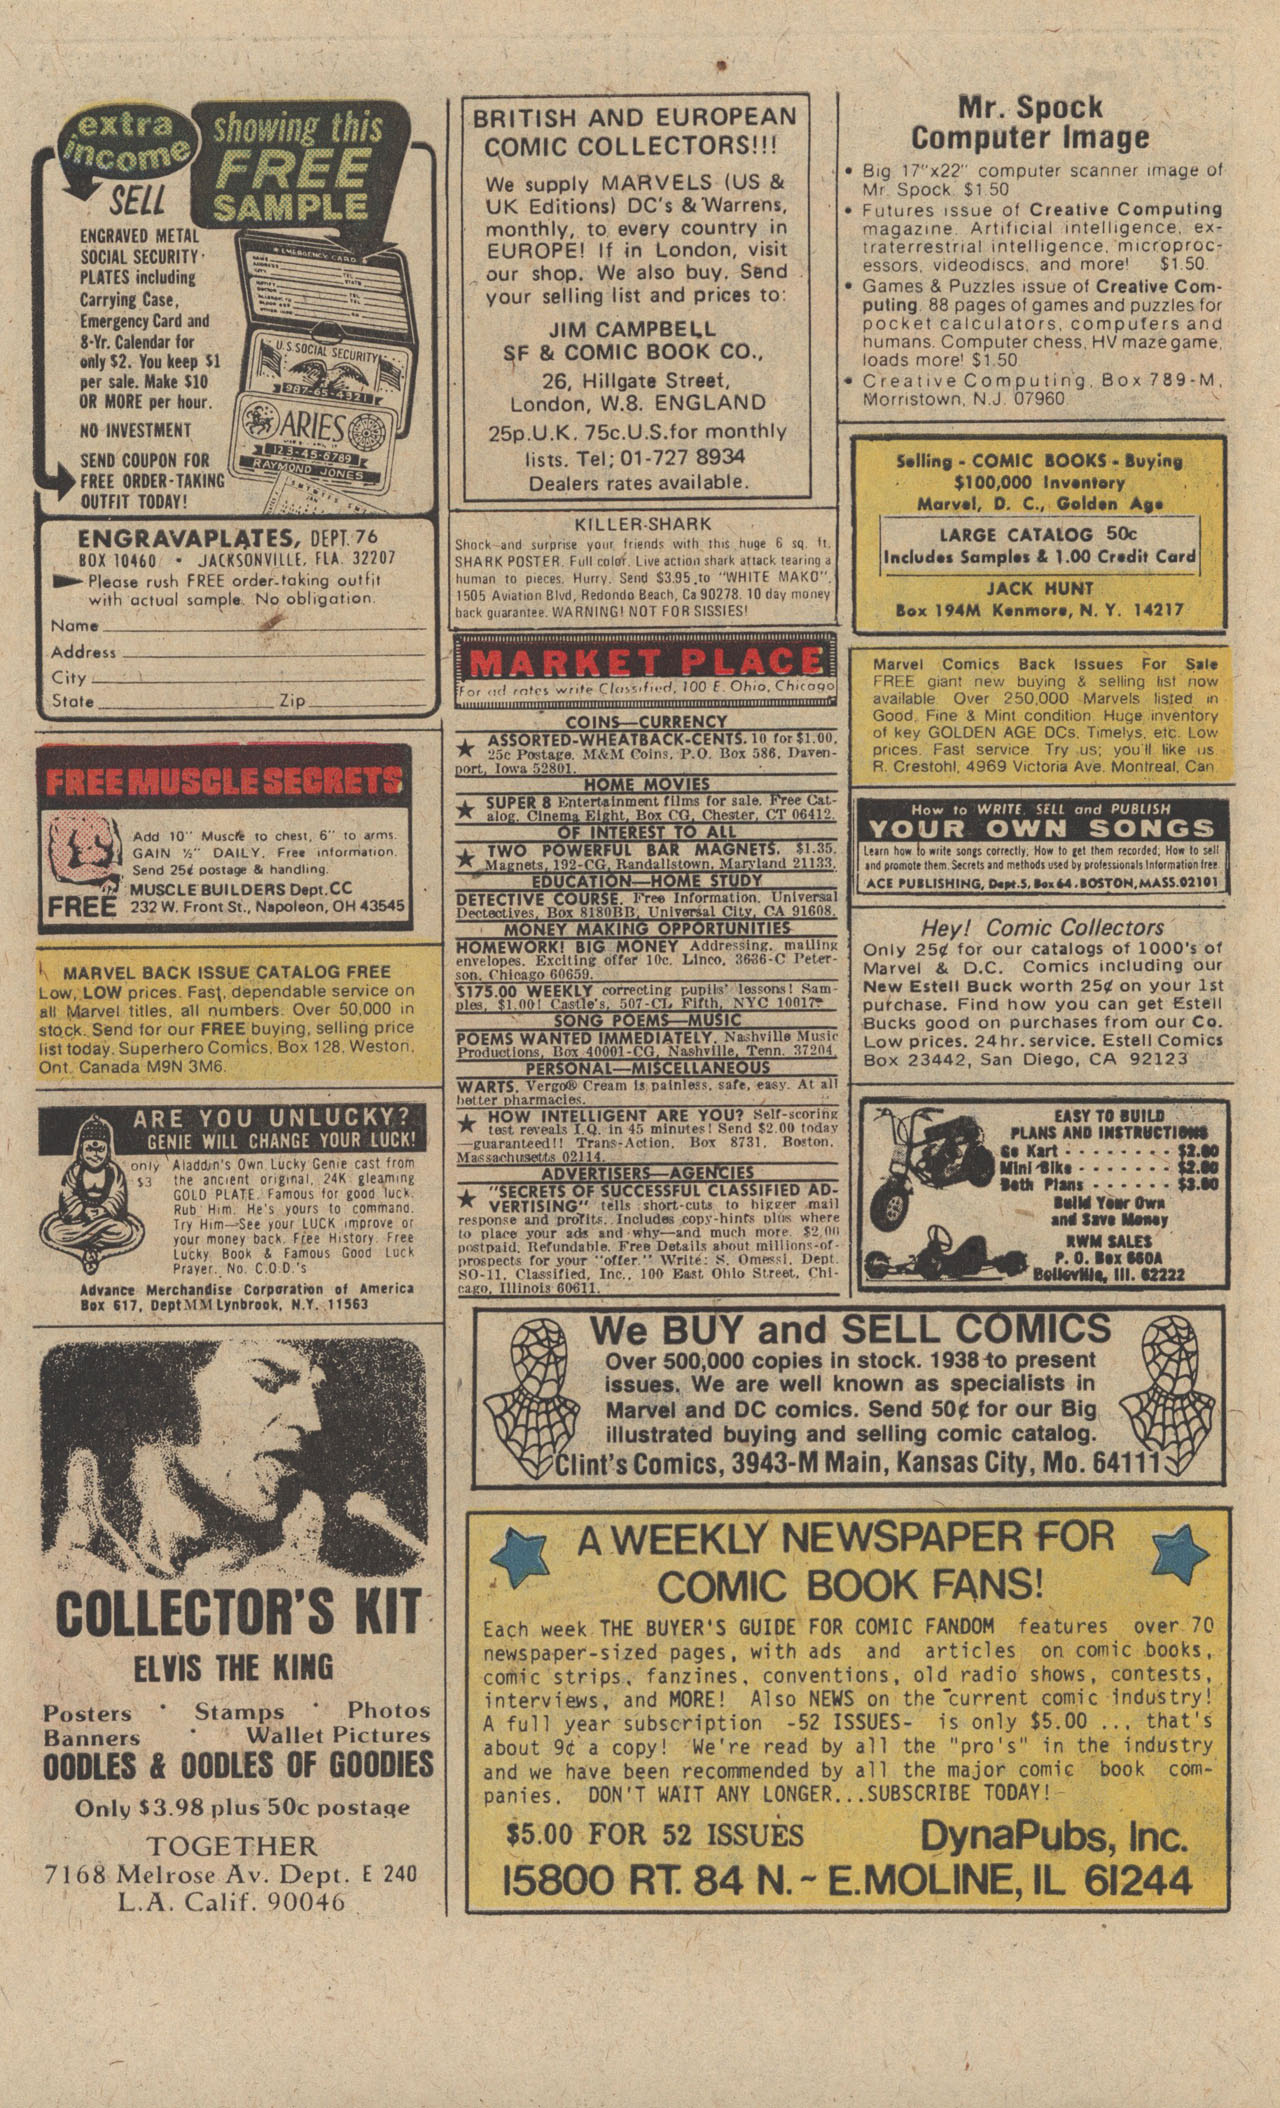 extra
income
showing this
FREE
SAMPLE
SELL
ENGRAVED METAL
SOCIAL SECURITY
PLATES including
Carrying Case,
Emergency Card and
8-Yr. Calendar for
only $2. You keep $1
per sale. Make $10
OR MORE per hour.
NO INVESTMENT
SEND COUPON FOR
FREE ORDER-TAKING
OUTFIT TODAY!
EMERGENCY CARD
U.S. SOCIAL SECURITY
987-65-4321
ARIES
123-45-6789
RAYMOND JONES
ENGRAVAPLATES, DEPT. 76
BOX 10460 • JACKSONVILLE, FLA. 32207
Please rush FREE order-taking outfit
with actual sample. No obligation.
Name
Address
City
State Zip
FREE MUSCLE SECRETS
Add 10" Muscle to chest, 6" to arms.
GAIN ½" DAILY. Free information.
Send 25¢ postage & handling.
MUSCLE BUILDERS Dept. CC
FREE 232 W. Front St., Napoleon, OH 43545
MARVEL BACK ISSUE CATALOG FREE
Low, LOW prices. Fast, dependable service on
all Marvel titles, all numbers. Over 50,000 in
stock. Send for our FREE buying, selling price
list today. Superhero Comics, Box 128, Weston,
Ont. Canada M9N 3M6.
ARE YOU UNLUCKY?
GENIE WILL CHANGE YOUR LUCK!
only
$3
Aladdin's Own Lucky Genie cast from
the ancient original, 24K gleaming
GOLD PLATE. Famous for good luck.
Rub Him. He's yours to command.
Try Him—See your LUCK improve or
your money back. Free History. Free
Lucky Book & Famous Good Luck
Prayer. No. C.O.D.'s
Advance Merchandise Corporation of America
Box 617, Dept MM Lynbrook, N.Y. 11563
COLLECTOR'S KIT
ELVIS THE KING
Posters • Stamps • Photos
Banners • Wallet Pictures
OODLES & OODLES OF GOODIES
Only $3.98 plus 50c postage
TOGETHER
7168 Melrose Av. Dept. E 240
L.A. Calif. 90046
BRITISH AND EUROPEAN
COMIC COLLECTORS!!!
We supply MARVELS (US &
UK Editions) DC's & Warrens,
monthly, to every country in
EUROPE! If in London, visit
our shop. We also buy. Send
your selling list and prices to:
JIM CAMPBELL
SF & COMIC BOOK CO.,
26, Hillgate Street,
London, W.8. ENGLAND
25p.U.K. 75c.U.S. for monthly
lists. Tel; 01-727 8934
Dealers rates available.
KILLER-SHARK
Shock and surprise your friends with this huge 6 sq. ft.
SHARK POSTER. Full color. Live action shark attack tearing a
human to pieces. Hurry. Send $3.95 to "WHITE MAKO",
1505 Aviation Blvd, Redondo Beach, Ca 90278. 10 day money
back guarantee. WARNING! NOT FOR SISSIES!
MARKET PLACE
For ad rates write Classified, 100 E. Ohio, Chicago
COINS—CURRENCY
★ ASSORTED-WHEATBACK-CENTS. 10 for $1.00,
25c Postage. M&M Coins, P.O. Box 586, Daven-
port, Iowa 52801.
HOME MOVIES
★ SUPER 8 Entertainment films for sale. Free Cat-
alog. Cinema Eight, Box CG, Chester, CT 06412.
OF INTEREST TO ALL
★ TWO POWERFUL BAR MAGNETS. $1.35.
Magnets, 192-CG, Randallstown, Maryland 21133.
EDUCATION—HOME STUDY
DETECTIVE COURSE. Free Information. Universal
Dectectives, Box 8180BB, Universal City, CA 91608.
MONEY MAKING OPPORTUNITIES
HOMEWORK! BIG MONEY Addressing, mailing
envelopes. Exciting offer 10c. Linco, 3636-C Peter-
son, Chicago 60659.
$175.00 WEEKLY correcting pupils' lessons! Sam-
ples, $1.00! Castle's, 507-CL Fifth, NYC 10017
SONG POEMS—MUSIC
POEMS WANTED IMMEDIATELY. Nashville Music
Productions, Box 40001-CG, Nashville, Tenn. 37204
PERSONAL—MISCELLANEOUS
WARTS. Vergo® Cream is painless, safe, easy. At all
better pharmacies.
★ HOW INTELLIGENT ARE YOU? Self-scoring
test reveals I.Q. in 45 minutes! Send $2.00 today
—guaranteed!! Trans-Action, Box 8731, Boston,
Massachusetts 02114.
ADVERTISERS—AGENCIES
★ "SECRETS OF SUCCESSFUL CLASSIFIED AD-
VERTISING" tells short-cuts to bigger mail
response and profits. Includes copy-hints plus where
to place your ads and why—and much more. $2.00
postpaid. Refundable. Free Details about millions-of-
prospects for your "offer." Write: S. Omessi, Dept.
SO-11, Classified, Inc., 100 East Ohio Street, Chi-
cago, Illinois 60611.
Mr. Spock
Computer Image
• Big 17"x22" computer scanner image of
Mr. Spock. $1.50
• Futures issue of Creative Computing
magazine. Artificial intelligence, ex-
traterrestrial intelligence, microproc-
essors, videodiscs, and more! $1.50.
• Games & Puzzles issue of Creative Com-
puting. 88 pages of games and puzzles for
pocket calculators, computers and
humans. Computer chess, HV maze game,
loads more! $1.50
• Creative Computing, Box 789-M,
Morristown, N.J. 07960
Selling - COMIC BOOKS - Buying
$100,000 Inventory
Marvel, D. C., Golden Age
LARGE CATALOG 50c
Includes Samples & 1.00 Credit Card
JACK HUNT
Box 194M Kenmore, N. Y. 14217
Marvel Comics Back Issues For Sale
FREE giant new buying & selling list now
available. Over 250,000 Marvels listed in
Good, Fine & Mint condition. Huge inventory
of key GOLDEN AGE DCs, Timelys, etc. Low
prices. Fast service. Try us; you'll like us.
R. Crestohl, 4969 Victoria Ave. Montreal, Can.
How to WRITE, SELL and PUBLISH
YOUR OWN SONGS
Learn how to write songs correctly; How to get them recorded; How to sell
and promote them. Secrets and methods used by professionals Information free.
ACE PUBLISHING, Dept. 5, Box 64 . BOSTON, MASS. 02101
Hey! Comic Collectors
Only 25¢ for our catalogs of 1000's of
Marvel & D.C. Comics including our
New Estell Buck worth 25¢ on your 1st
purchase. Find how you can get Estell
Bucks good on purchases from our Co.
Low prices. 24 hr. service. Estell Comics
Box 23442, San Diego, CA 92123
EASY TO BUILD
PLANS AND INSTRUCTIONS
Go Kart - - - - - - - - $2.00
Mini Bike - - - - - - - $2.00
Both Plans - - - - - - $3.00
Build Your Own
and Save Money
RWM SALES
P. O. Box 660A
Belleville, Ill. 62222
We BUY and SELL COMICS
Over 500,000 copies in stock. 1938 to present
issues. We are well known as specialists in
Marvel and DC comics. Send 50¢ for our Big
illustrated buying and selling comic catalog.
Clint's Comics, 3943-M Main, Kansas City, Mo. 64111
A WEEKLY NEWSPAPER FOR
COMIC BOOK FANS!
Each week THE BUYER'S GUIDE FOR COMIC FANDOM features over 70
newspaper-sized pages, with ads and articles on comic books,
comic strips, fanzines, conventions, old radio shows, contests,
interviews, and MORE! Also NEWS on the current comic industry!
A full year subscription -52 ISSUES- is only $5.00 ... that's
about 9¢ a copy! We're read by all the "pro's" in the industry
and we have been recommended by all the major comic book com-
panies. DON'T WAIT ANY LONGER...SUBSCRIBE TODAY!
$5.00 FOR 52 ISSUES DynaPubs, Inc.
15800 RT. 84 N. ~ E. MOLINE, IL 61244